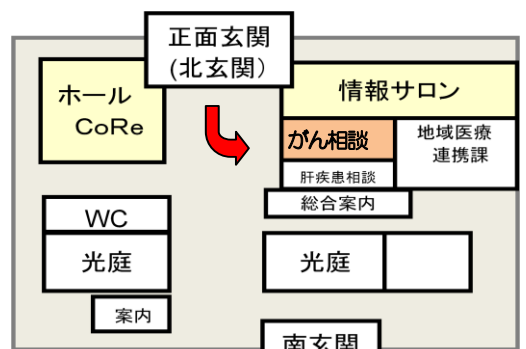 正面玄関
(北玄関）
ホール
CoRe
情報サロン
がん相談
地域医療
連携課
肝疾患相談
総合案内
WC
光庭
光庭
案内
南玄関